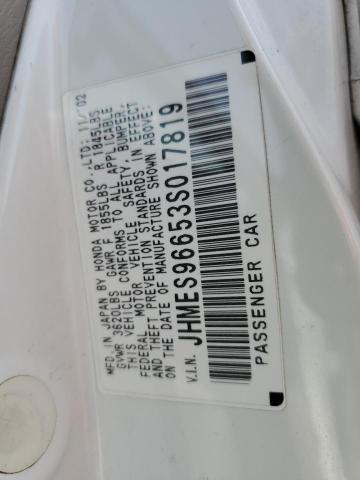 MFD. IN JAPAN BY HONDA MOTOR CO., LTD: 11/02
GVWR 3620LBS GAWR F 1855LBS R 1845LBS
THIS VEHICLE CONFORMS TO ALL APPLICABLE
FEDERAL MOTOR VEHICLE SAFETY, BUMPER,
AND THEFT PREVENTION STANDARDS IN EFFECT
ON THE DATE OF MANUFACTURE SHOWN ABOVE:
V.I.N. JHMES96653S017819
PASSENGER CAR